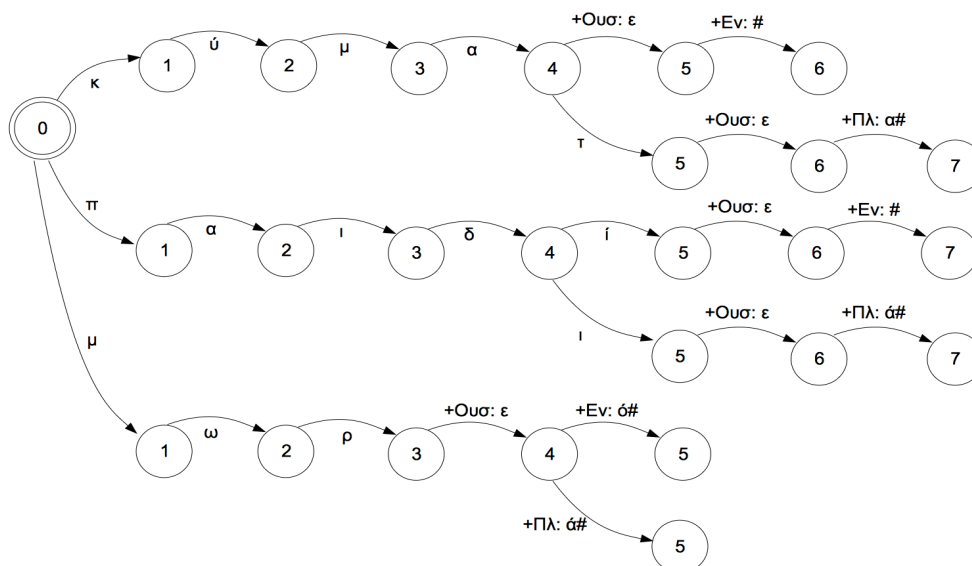 +Ουσ: ε +Εν: #
κ ύ μ α
0 1 2 3 4 5 6
τ +Ουσ: ε +Πλ: α#
5 6 7
π α ι δ ί +Ουσ: ε +Εν: #
1 2 3 4 5 6 7
ι +Ουσ: ε +Πλ: ά#
5 6 7
μ ω ρ +Ουσ: ε +Εν: ό#
1 2 3 4 5
+Πλ: ά#
5